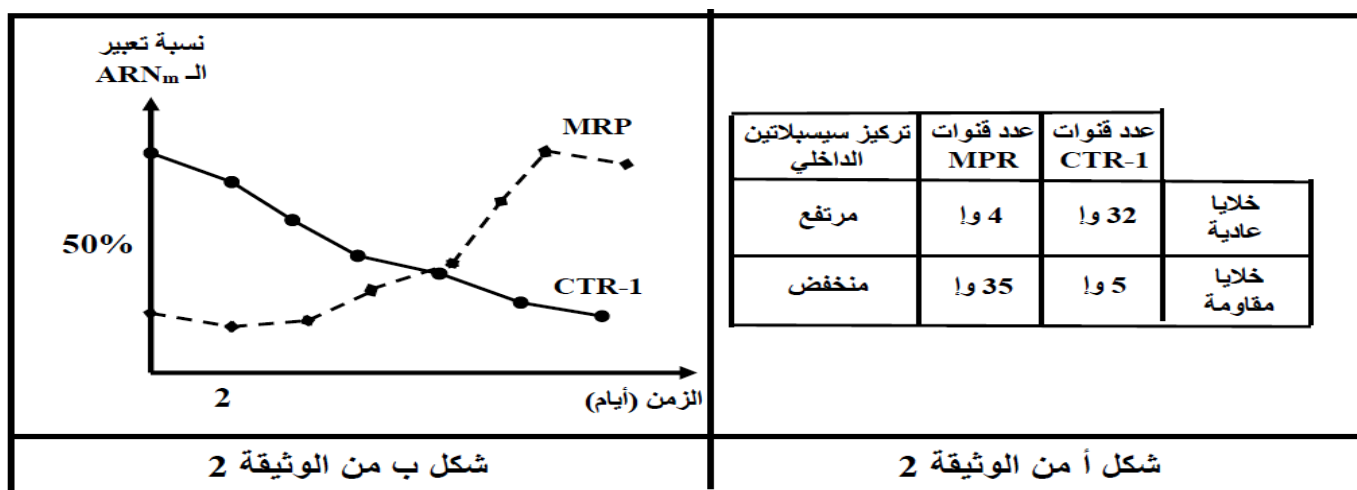 عدد قنوات CTR-1
عدد قنوات MPR
تركيز سيسبلاتين الداخلي
خلايا عادية
32 وإ
4 وإ
مرتفع
خلايا مقاومة
5 وإ
35 وإ
منخفض
شكل أ من الوثيقة 2
نسبة تعبير
الـ ARNm
MRP
50%
CTR-1
2
الزمن (أيام)
شكل ب من الوثيقة 2